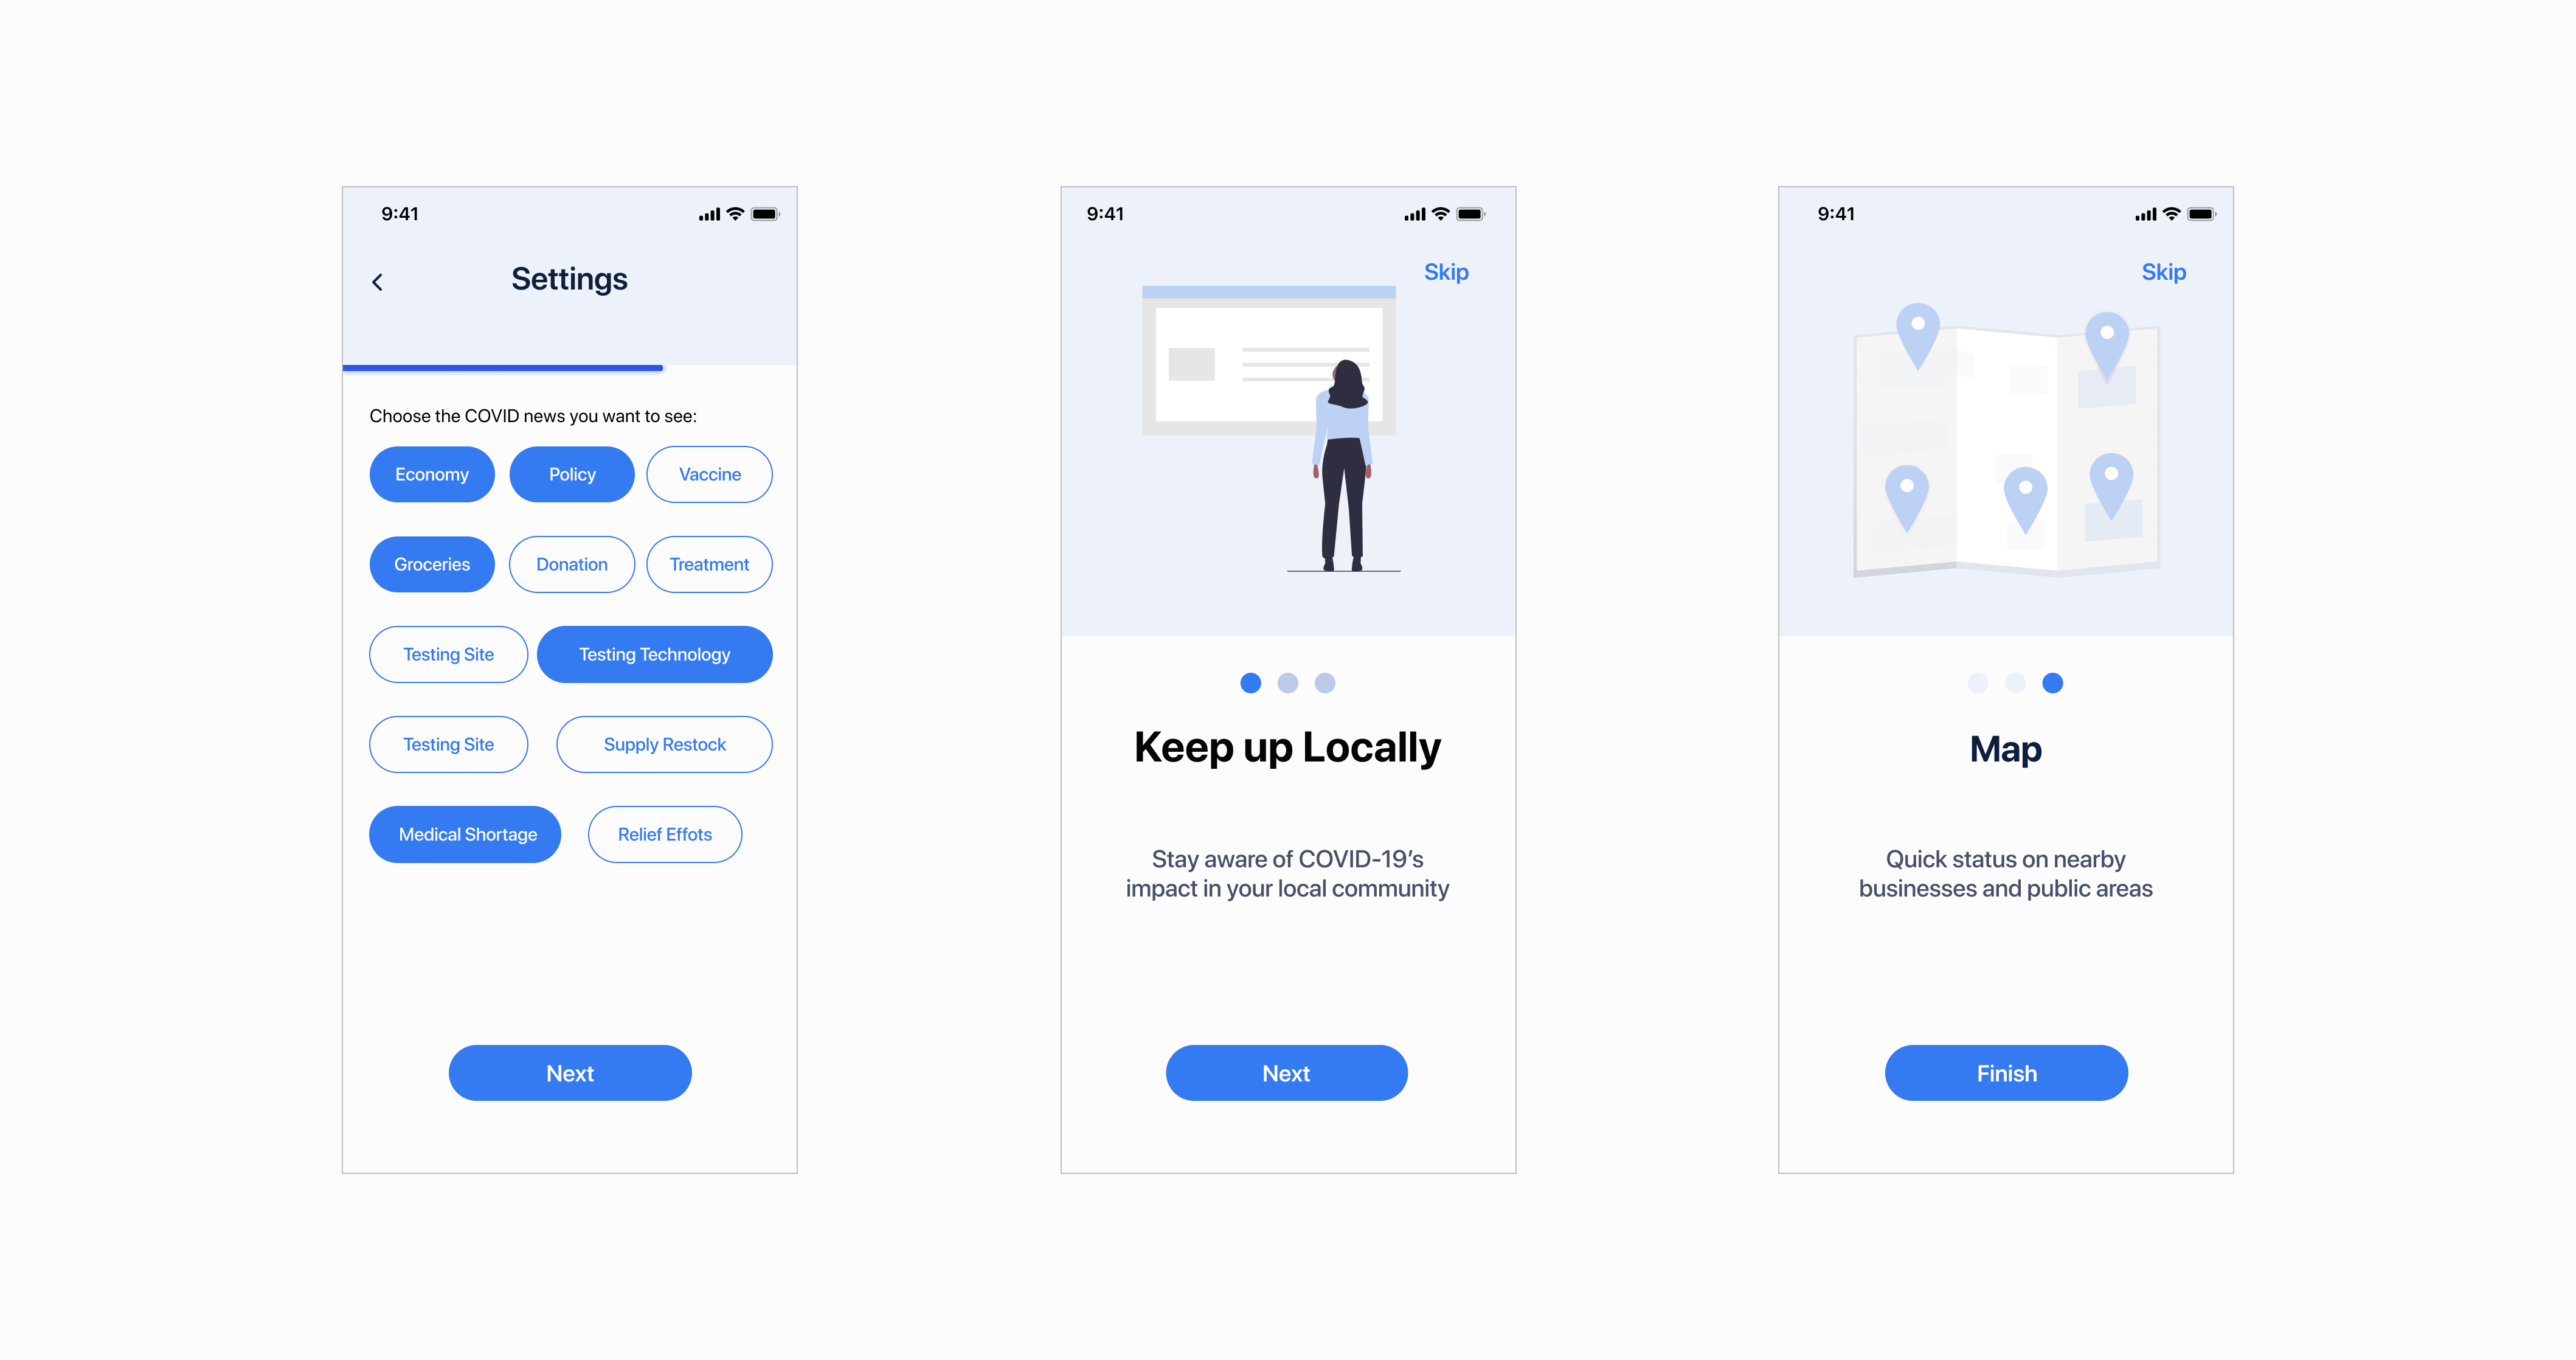 9:41
Settings
Choose the COVID news you want to see:
Economy
Policy
Vaccine
Groceries
Donation
Treatment
Testing Site
Testing Technology
Testing Site
Supply Restock
Medical Shortage
Relief Effots
Next
9:41
Skip
Keep up Locally
Stay aware of COVID-19’s
impact in your local community
Next
9:41
Skip
Map
Quick status on nearby
businesses and public areas
Finish